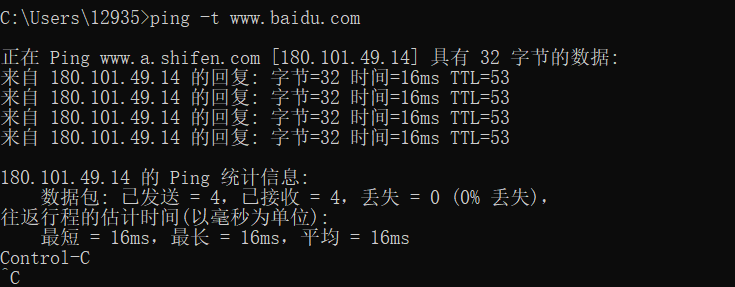 C:\Users\12935>ping -t www.baidu.com
正在 Ping www.a.shifen.com [180.101.49.14] 具有 32 字节的数据:
来自 180.101.49.14 的回复: 字节=32 时间=16ms TTL=53
来自 180.101.49.14 的回复: 字节=32 时间=16ms TTL=53
来自 180.101.49.14 的回复: 字节=32 时间=16ms TTL=53
来自 180.101.49.14 的回复: 字节=32 时间=16ms TTL=53
180.101.49.14 的 Ping 统计信息:
数据包: 已发送 = 4，已接收 = 4，丢失 = 0 (0% 丢失)，
往返行程的估计时间(以毫秒为单位):
最短 = 16ms，最长 = 16ms，平均 = 16ms
Control-C
^C